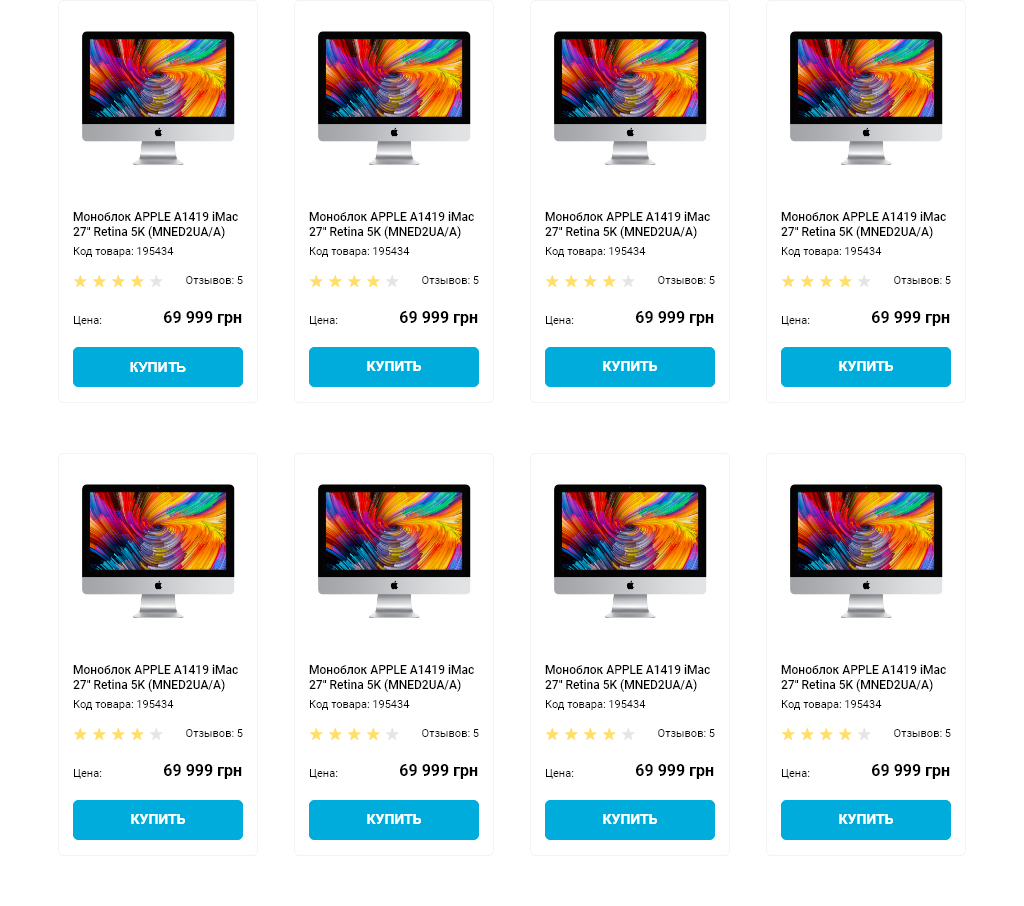 Моноблок APPLE A1419 iMac
27" Retina 5K (MNED2UA/A)
Код товара: 195434
Отзывов: 5
Цена: 69 999 грн
КУПИТЬ
Моноблок APPLE A1419 iMac
27" Retina 5K (MNED2UA/A)
Код товара: 195434
Отзывов: 5
Цена: 69 999 грн
КУПИТЬ
Моноблок APPLE A1419 iMac
27" Retina 5K (MNED2UA/A)
Код товара: 195434
Отзывов: 5
Цена: 69 999 грн
КУПИТЬ
Моноблок APPLE A1419 iMac
27" Retina 5K (MNED2UA/A)
Код товара: 195434
Отзывов: 5
Цена: 69 999 грн
КУПИТЬ
Моноблок APPLE A1419 iMac
27" Retina 5K (MNED2UA/A)
Код товара: 195434
Отзывов: 5
Цена: 69 999 грн
КУПИТЬ
Моноблок APPLE A1419 iMac
27" Retina 5K (MNED2UA/A)
Код товара: 195434
Отзывов: 5
Цена: 69 999 грн
КУПИТЬ
Моноблок APPLE A1419 iMac
27" Retina 5K (MNED2UA/A)
Код товара: 195434
Отзывов: 5
Цена: 69 999 грн
КУПИТЬ
Моноблок APPLE A1419 iMac
27" Retina 5K (MNED2UA/A)
Код товара: 195434
Отзывов: 5
Цена: 69 999 грн
КУПИТЬ